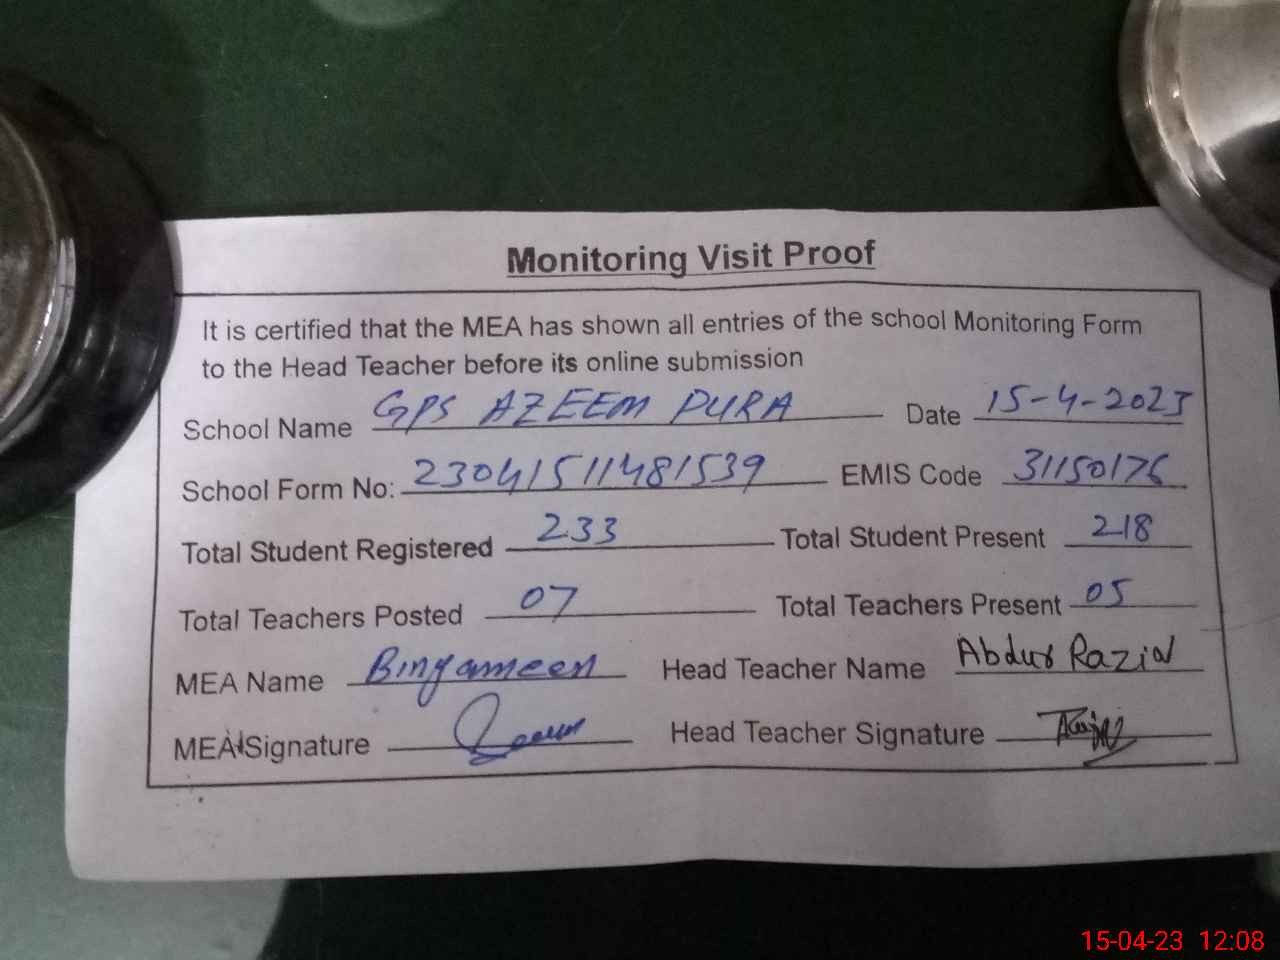 Monitoring Visit Proof
It is certified that the MEA has shown all entries of the school Monitoring Form
to the Head Teacher before its online submission
School Name GPS AZEEM PURA Date 15-4-2023
School Form No: 23041511481539 EMIS Code 31150176
Total Student Registered 233 Total Student Present 218
Total Teachers Posted 07 Total Teachers Present 05
MEA Name Binyameen Head Teacher Name Abdur Raziq
MEA Signature Head Teacher Signature
15-04-23 12:08